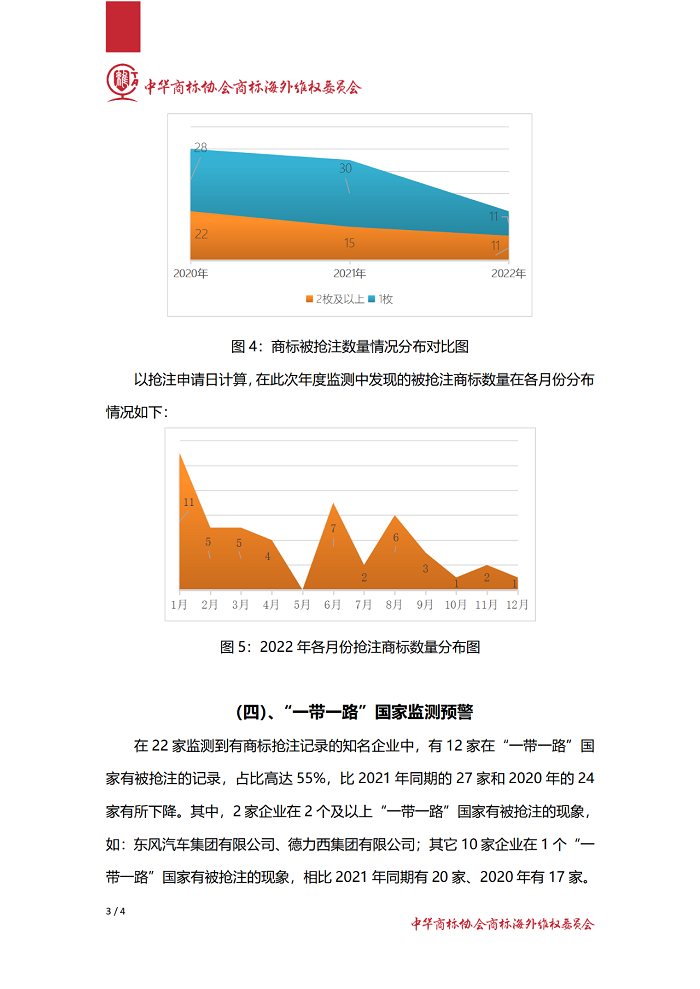 中华商标协会商标海外维权委员会
28
30
11
22
15
11
2020年 2021年 2022年
2枚及以上 1枚
图 4：商标被抢注数量情况分布对比图
以抢注申请日计算，在此次年度监测中发现的被抢注商标数量在各月份分布
情况如下：
11
5
5
4
7
2
6
3
1
2
1
1月 2月 3月 4月 5月 6月 7月 8月 9月 10月 11月 12月
图 5：2022 年各月份抢注商标数量分布图
（四）、“一带一路”国家监测预警
在 22 家监测到有商标抢注记录的知名企业中，有 12 家在“一带一路”国
家有被抢注的记录，占比高达 55%，比 2021 年同期的 27 家和 2020 年的 24
家有所下降。其中，2 家企业在 2 个及以上“一带一路”国家有被抢注的现象，
如：东风汽车集团有限公司、德力西集团有限公司；其它 10 家企业在 1 个“一
带一路”国家有被抢注的现象，相比 2021 年同期有 20 家、2020 年有 17 家。
3 / 4
中华商标协会商标海外维权委员会